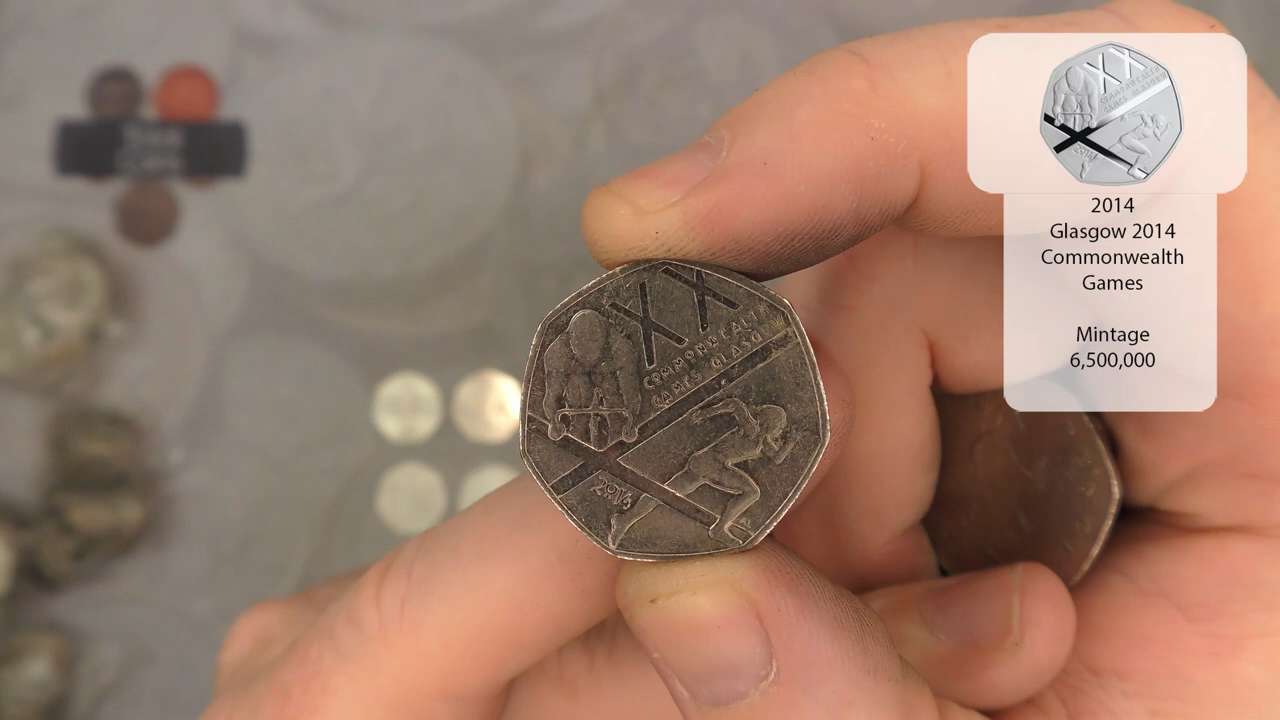 XX
COMMONWEALTH
GAMES GLASGOW
2014
2014
Glasgow 2014
Commonwealth
Games
Mintage
6,500,000